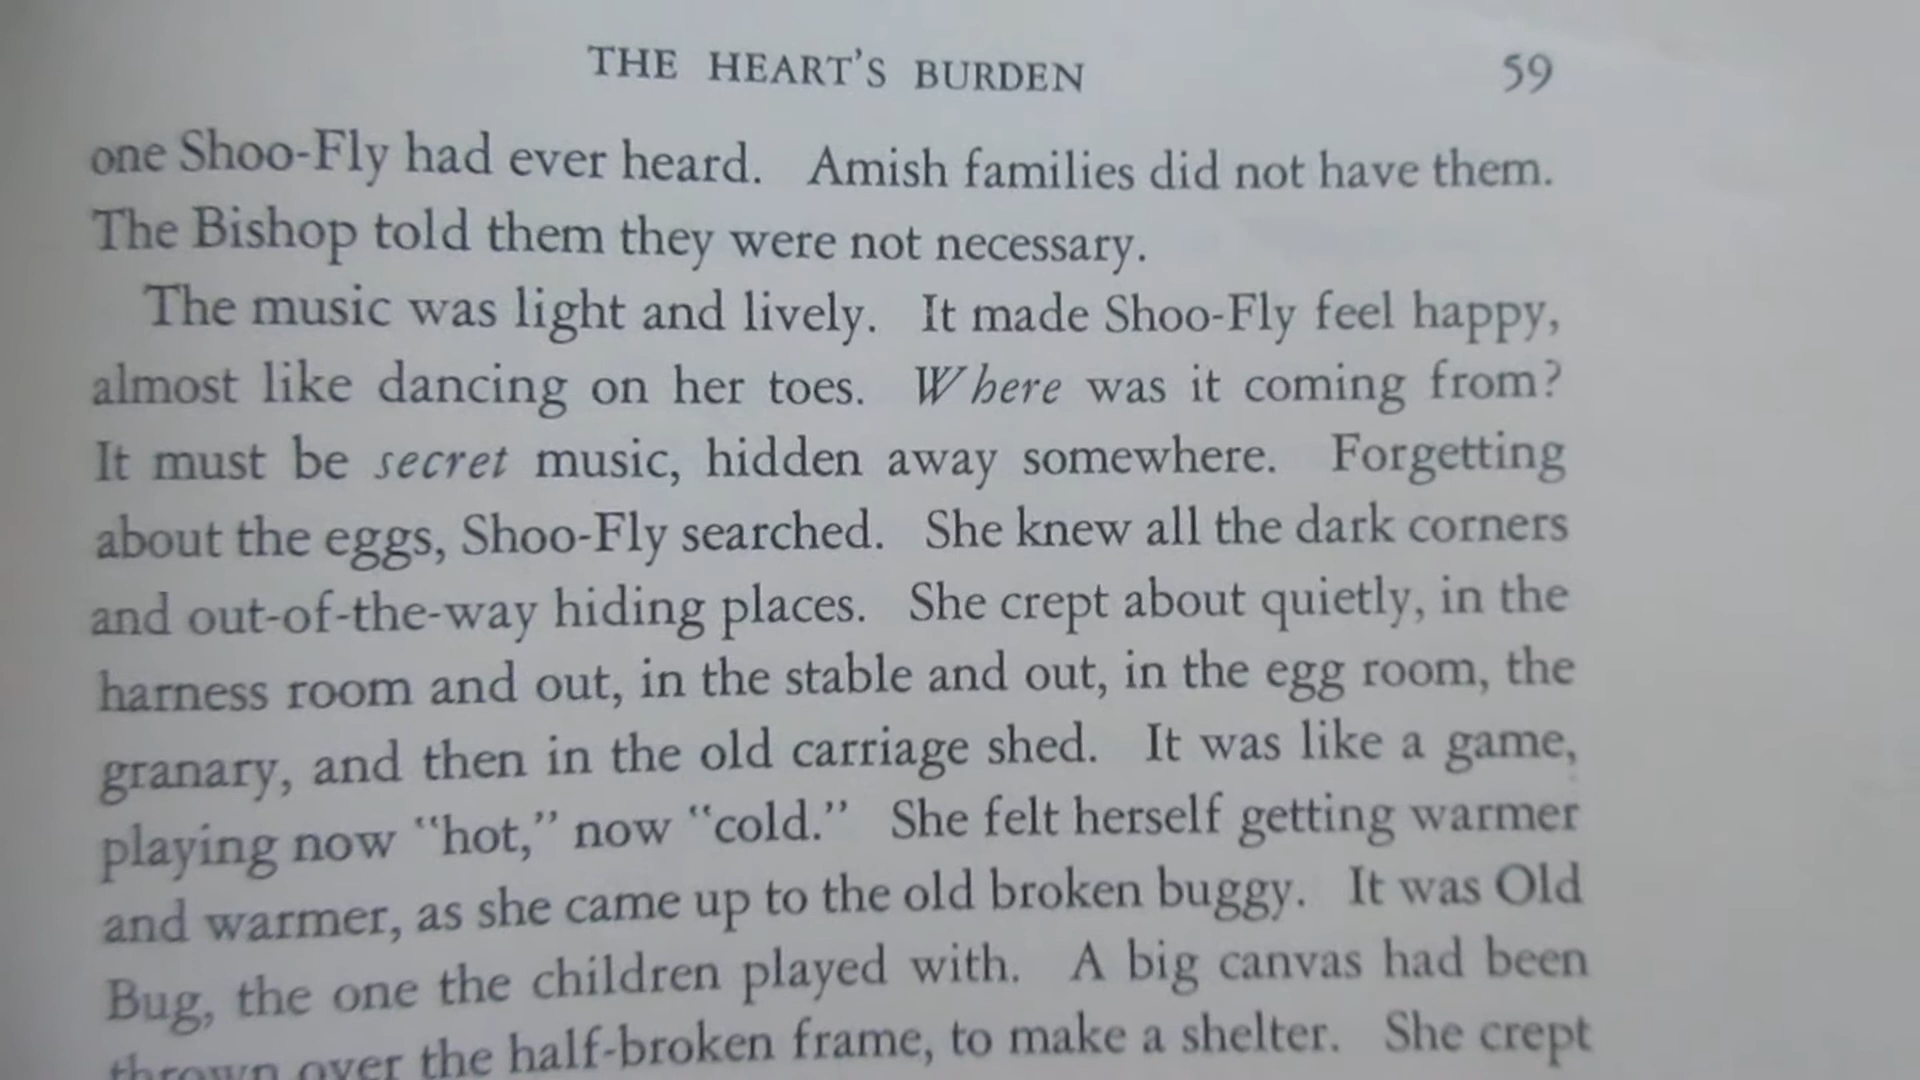 THE HEART'S BURDEN 59
one Shoo-Fly had ever heard. Amish families did not have them.
The Bishop told them they were not necessary.
The music was light and lively. It made Shoo-Fly feel happy,
almost like dancing on her toes. Where was it coming from?
It must be secret music, hidden away somewhere. Forgetting
about the eggs, Shoo-Fly searched. She knew all the dark corners
and out-of-the-way hiding places. She crept about quietly, in the
harness room and out, in the stable and out, in the egg room, the
granary, and then in the old carriage shed. It was like a game,
playing now "hot," now "cold." She felt herself getting warmer
and warmer, as she came up to the old broken buggy. It was Old
Bug, the one the children played with. A big canvas had been
thrown over the half-broken frame, to make a shelter. She crept